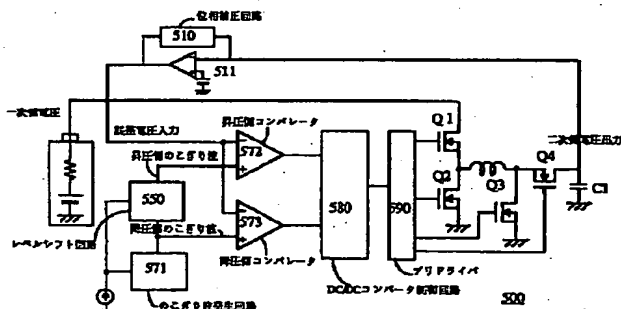 位相補正回路
510
511
一次側電圧
誤差電圧入力
昇圧側コンパレータ
Q1
二次側電圧出力
Q4
昇圧側のこぎり波
572
Q2
Q3
C1
550
580
590
レベルシフト回路
降圧側のこぎり波
573
571
降圧側コンパレータ
プリドライバ
DC/DCコンバータ制御回路
のこぎり波発生回路
500